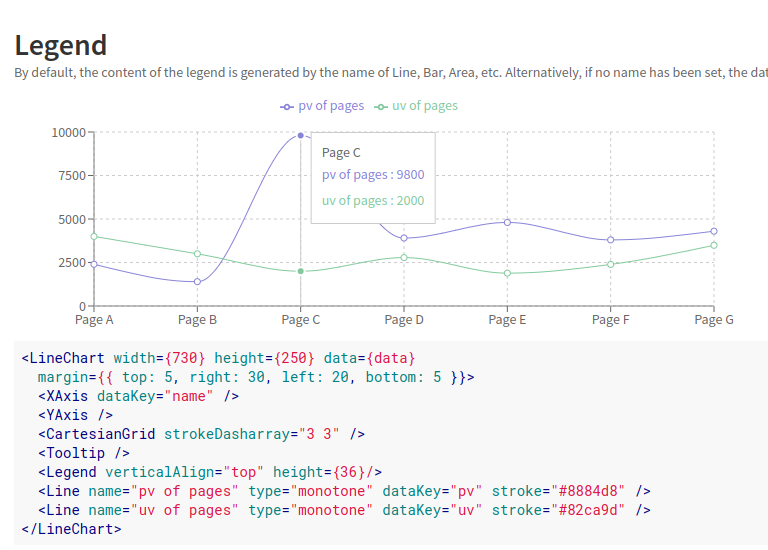 Legend
By default, the content of the legend is generated by the name of Line, Bar, Area, etc. Alternatively, if no name has been set, the
pv of pages uv of pages
10000
7500
5000
2500
0
Page C
pv of pages : 9800
uv of pages : 2000
Page A Page B Page C Page D Page E Page F Page G
<LineChart width={730} height={250} data={data}
  margin={{ top: 5, right: 30, left: 20, bottom: 5 }}>
  <XAxis dataKey="name" />
  <YAxis />
  <CartesianGrid strokeDasharray="3 3" />
  <Tooltip />
  <Legend verticalAlign="top" height={36}/>
  <Line name="pv of pages" type="monotone" dataKey="pv" stroke="#8884d8" />
  <Line name="uv of pages" type="monotone" dataKey="uv" stroke="#82ca9d" />
</LineChart>